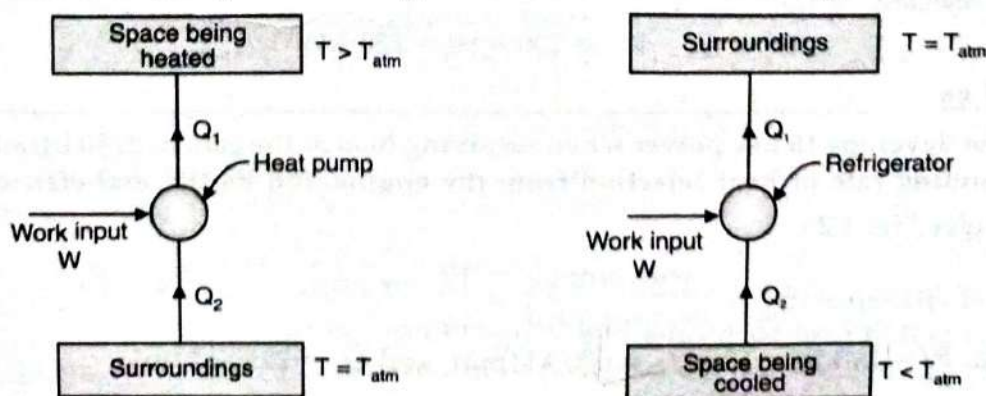 Space being
heated
T > T_atm
Q₁
Heat pump
Work input
W
Q₂
Surroundings
T = T_atm
Surroundings
T = T_atm
Q₁
Refrigerator
Work input
W
Q₂
Space being
cooled
T < T_atm